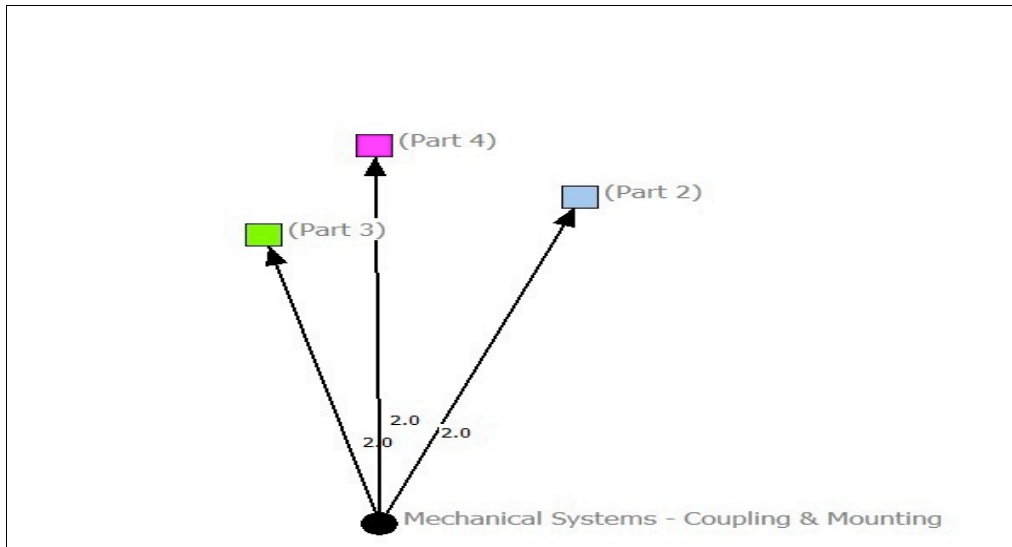 (Part 4)
(Part 2)
(Part 3)
2.0
2.0
2.0
Mechanical Systems - Coupling & Mounting